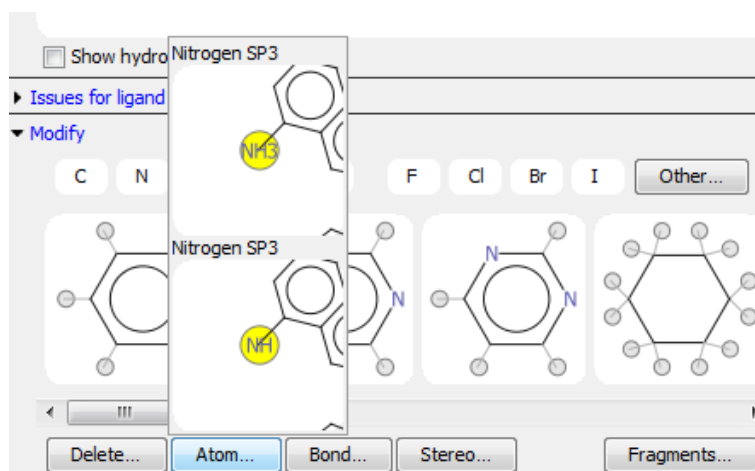 Show hydro
Nitrogen SP3
NH3
Issues for ligand
Modify
C N F Cl Br I Other...
Nitrogen SP3
NH
N
N
N
Delete... Atom... Bond... Stereo... Fragments...